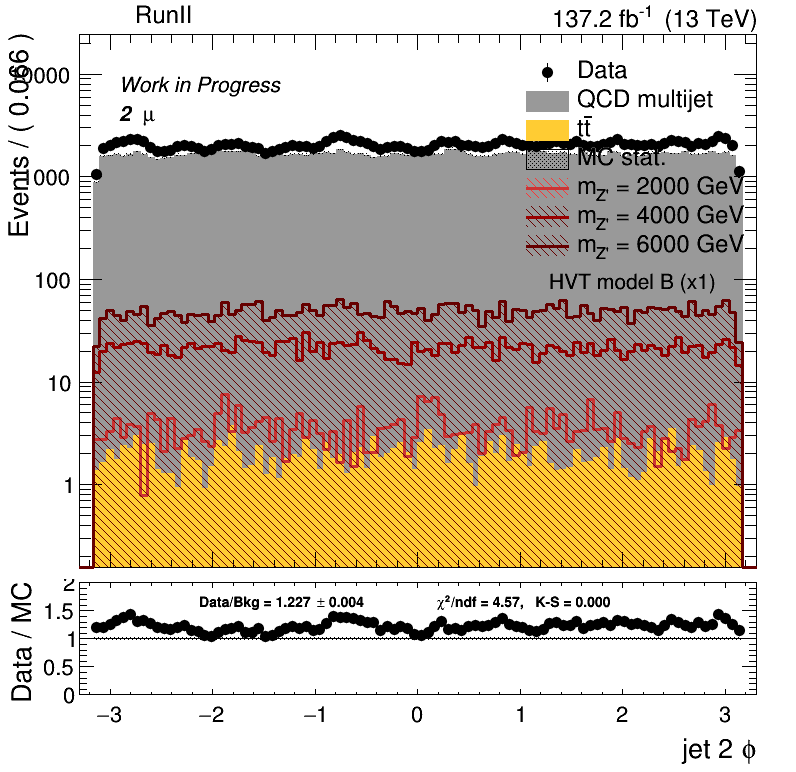 RunII
137.2 fb⁻¹ (13 TeV)
Events / ( 0.066 )
Work in Progress
2 μ
Data
QCD multijet
tt̄
MC stat.
m_Z' = 2000 GeV
m_Z' = 4000 GeV
m_Z' = 6000 GeV
HVT model B (x1)
0000
1000
100
10
1
Data / MC
Data/Bkg = 1.227 ± 0.004
χ²/ndf = 4.57, K-S = 0.000
2
1.5
1
0.5
0
−3 −2 −1 0 1 2 3
jet 2 ϕ